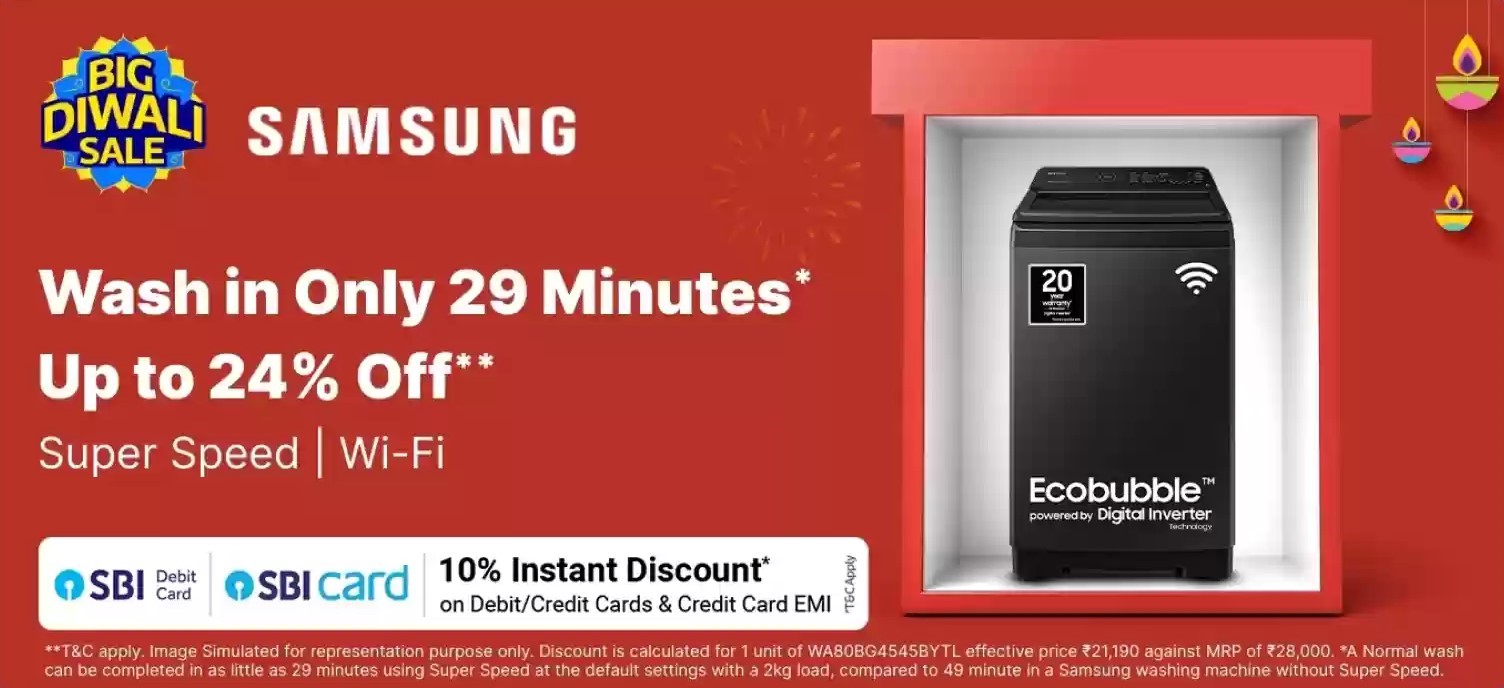 BIG
DIWALI
SALE
SAMSUNG
Wash in Only 29 Minutes*
Up to 24% Off**
Super Speed | Wi-Fi
SBI Debit Card
SBI card
10% Instant Discount*
on Debit/Credit Cards & Credit Card EMI
*T&C Apply
20
year
warranty
Ecobubble™
powered by Digital Inverter
Technology
**T&C apply. Image Simulated for representation purpose only. Discount is calculated for 1 unit of WA80BG4545BYTL effective price ₹21,190 against MRP of ₹28,000. *A Normal wash
can be completed in as little as 29 minutes using Super Speed at the default settings with a 2kg load, compared to 49 minute in a Samsung washing machine without Super Speed.